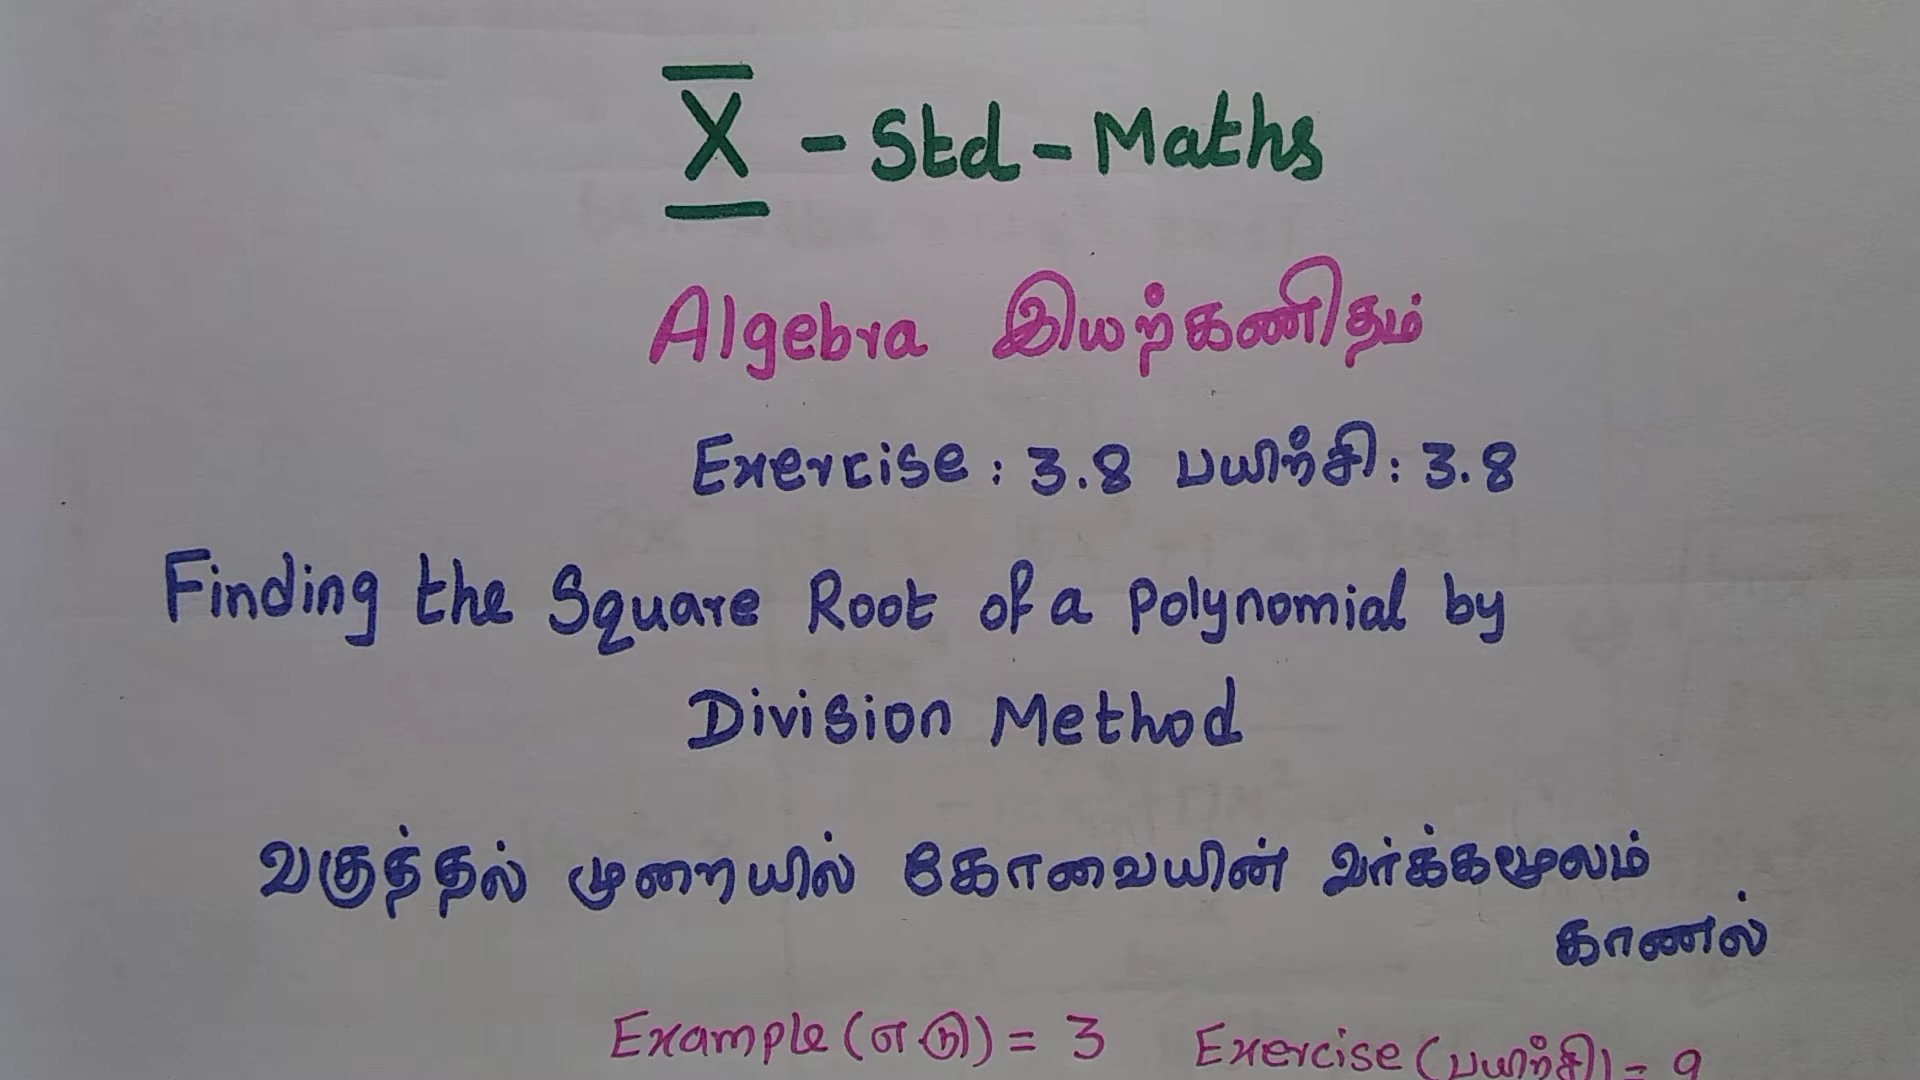 X - Std - Maths
Algebra இயற்கணிதம்
Exercise : 3.8 பயிற்சி : 3.8
Finding the Square Root of a Polynomial by
Division Method
வகுத்தல் முறையில் கோவையின் வர்க்கமூலம்
காணல்
Example (எ டு) = 3 Exercise (பயிற்சி) = 9